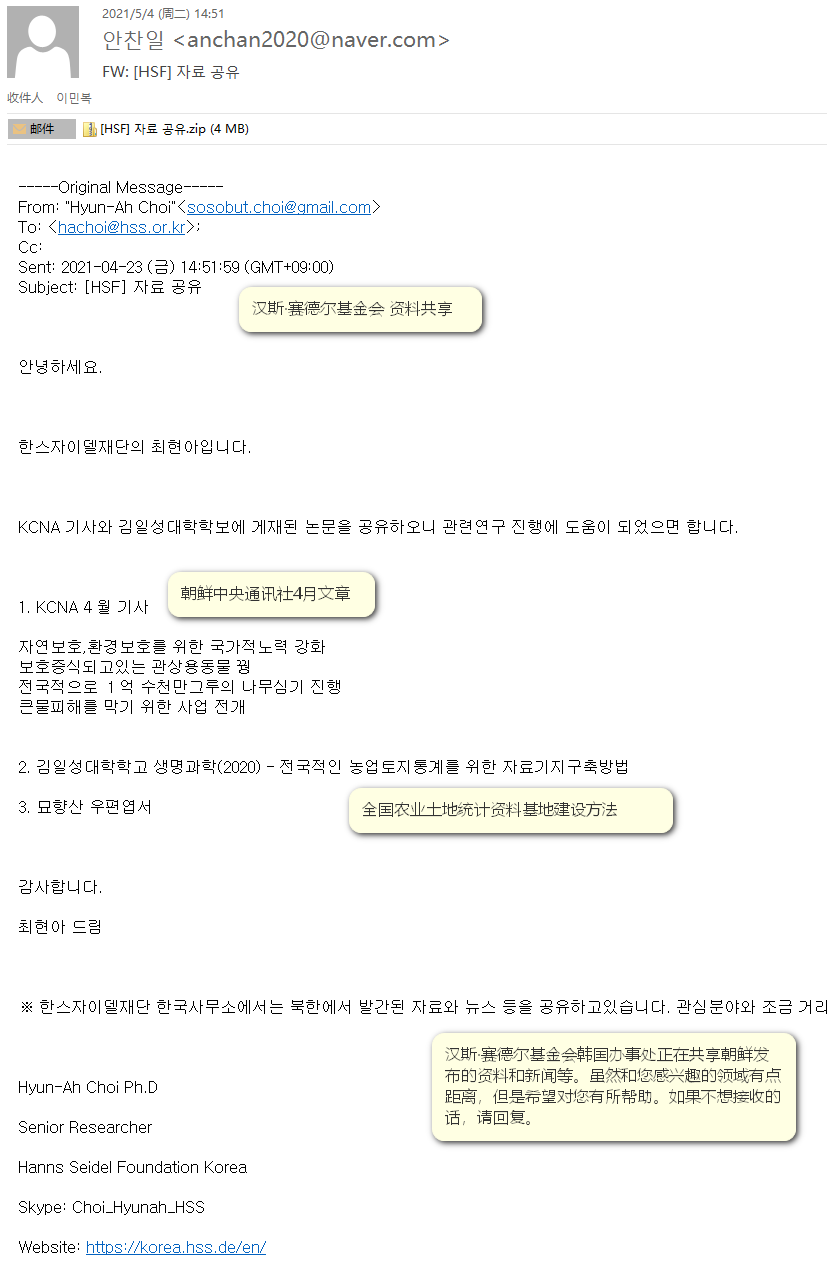 2021/5/4 (周二) 14:51
안찬일 <anchan2020@naver.com>
FW: [HSF] 자료 공유
收件人 이민복
邮件 [HSF] 자료 공유.zip (4 MB)
-----Original Message-----
From: "Hyun-Ah Choi"<sosobut.choi@gmail.com>
To: <hachoi@hss.or.kr>;
Cc:
Sent: 2021-04-23 (금) 14:51:59 (GMT+09:00)
Subject: [HSF] 자료 공유
汉斯·赛德尔基金会 资料共享
안녕하세요.
한스자이델재단의 최현아입니다.
KCNA 기사와 김일성대학학보에 게재된 논문을 공유하오니 관련연구 진행에 도움이 되었으면 합니다.
朝鲜中央通讯社4月文章
1. KCNA 4 월 기사
자연보호,환경보호를 위한 국가적노력 강화
보호증식되고있는 관상용동물 꿩
전국적으로 1 억 수천만그루의 나무심기 진행
큰물피해를 막기 위한 사업 전개
2. 김일성대학학고 생명과학(2020) - 전국적인 농업토지통계를 위한 자료기지구축방법
3. 묘향산 우편엽서
全国农业土地统计资料基地建设方法
감사합니다.
최현아 드림
※ 한스자이델재단 한국사무소에서는 북한에서 발간된 자료와 뉴스 등을 공유하고있습니다. 관심분야와 조금 거리
汉斯·赛德尔基金会韩国办事处正在共享朝鲜发
布的资料和新闻等。虽然和您感兴趣的领域有点
距离，但是希望对您有所帮助。如果不想接收的
话，请回复。
Hyun-Ah Choi Ph.D
Senior Researcher
Hanns Seidel Foundation Korea
Skype: Choi_Hyunah_HSS
Website: https://korea.hss.de/en/